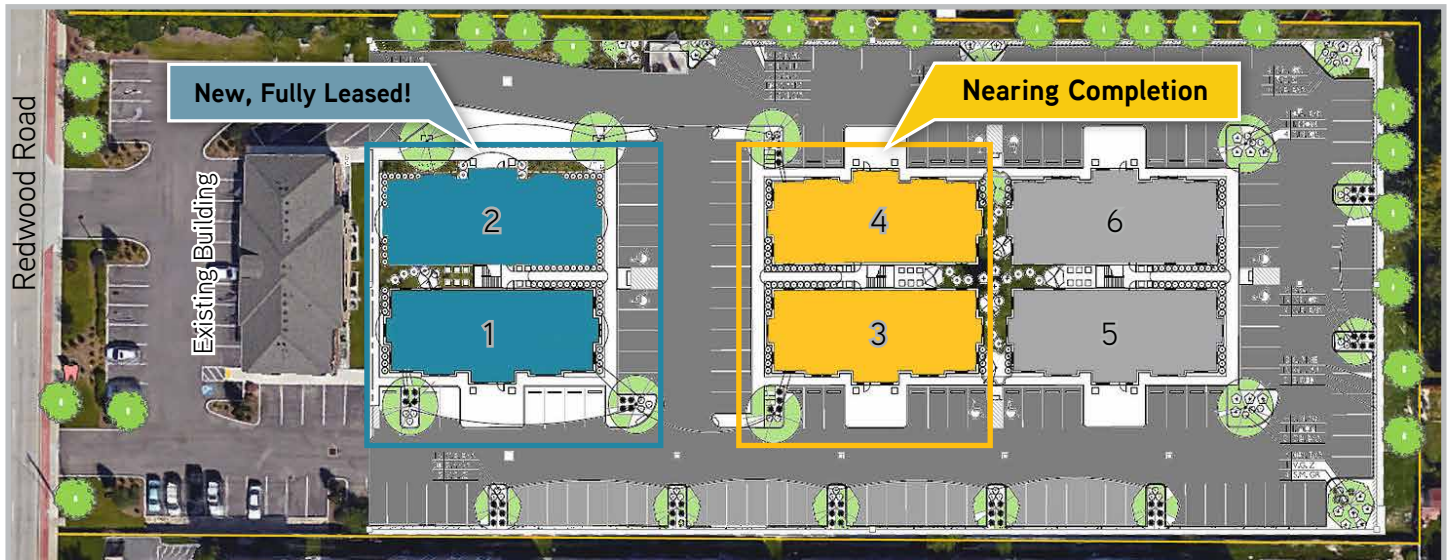 New, Fully Leased!
Nearing Completion
Redwood Road
Existing Building
2
4
6
1
3
5